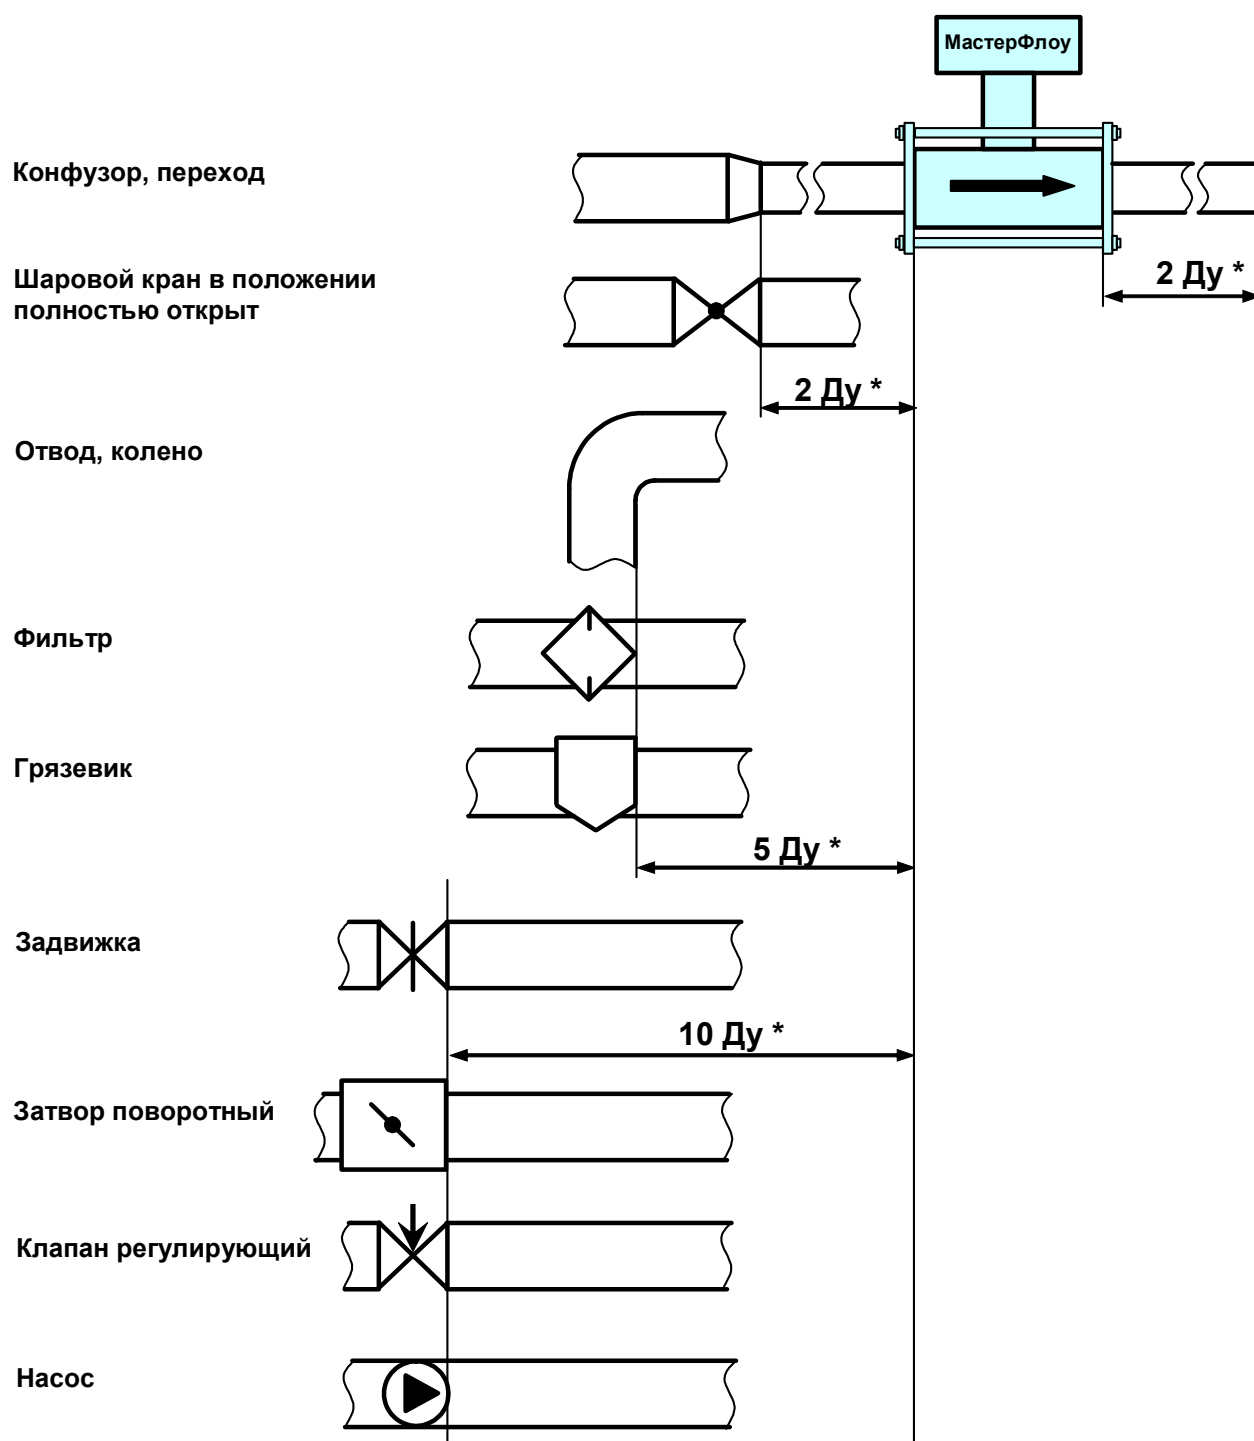 МастерФлоу
Конфузор, переход
Шаровой кран в положении
полностью открыт
2 Ду *
2 Ду *
Отвод, колено
Фильтр
Грязевик
5 Ду *
Задвижка
10 Ду *
Затвор поворотный
Клапан регулирующий
Насос